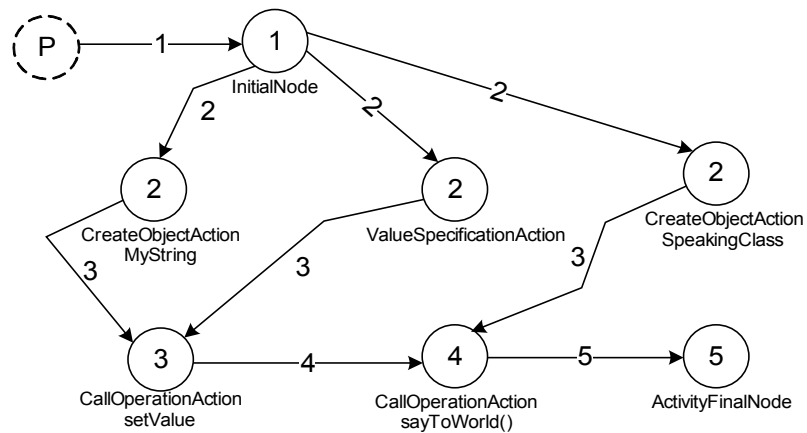 P
1
1
InitialNode
2
2
2
2
CreateObjectAction
MyString
2
ValueSpecificationAction
2
CreateObjectAction
SpeakingClass
3
3
3
3
CallOperationAction
setValue
4
4
CallOperationAction
sayToWorld()
5
5
ActivityFinalNode